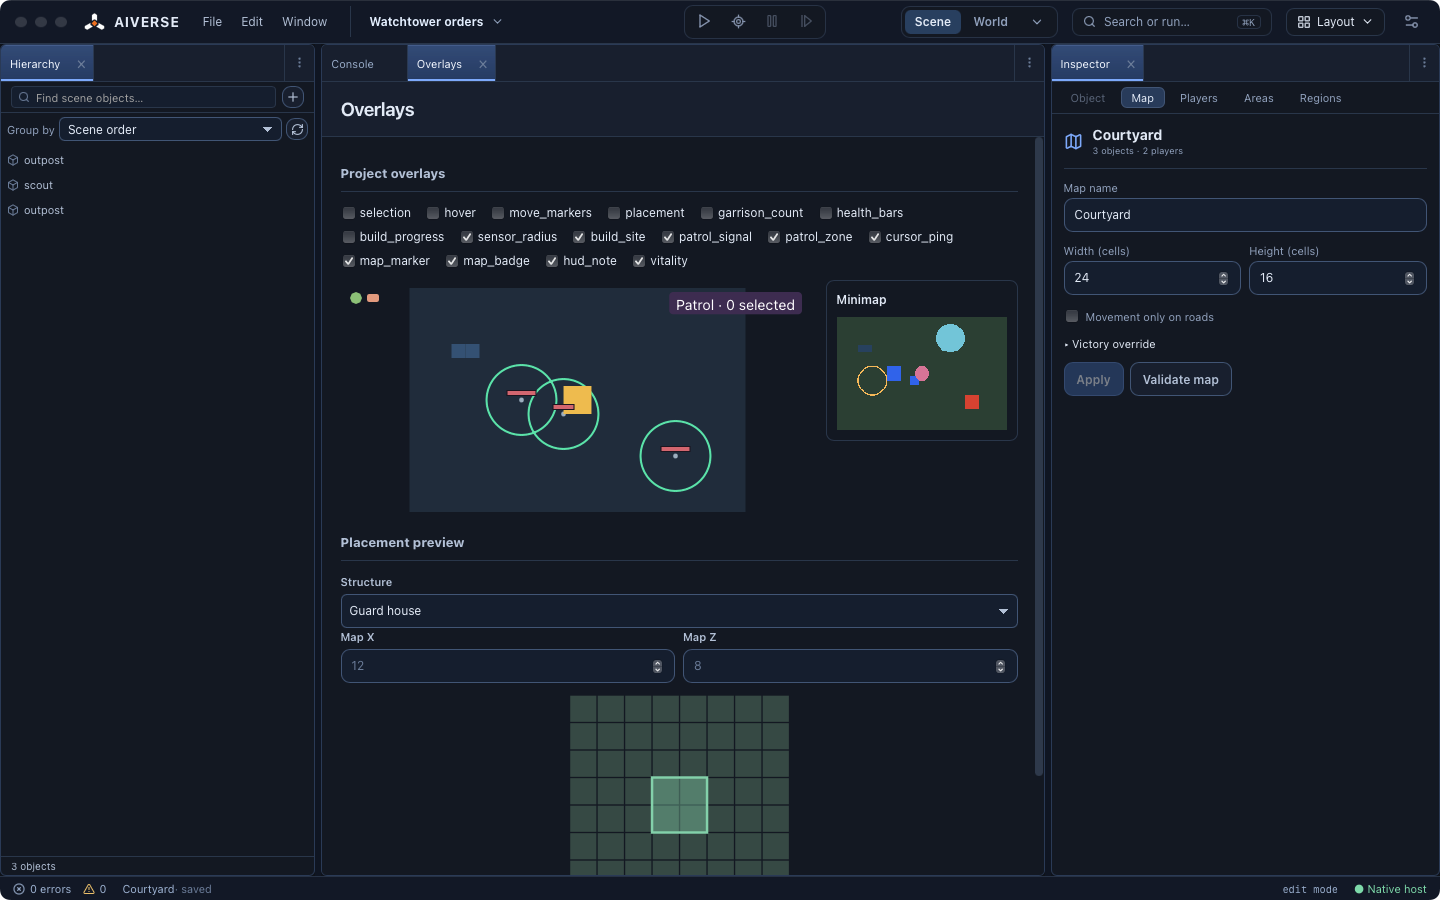 AIVERSE File Edit Window Watchtower orders Scene World Search or run... ⌘K Layout
Hierarchy
Find scene objects...
Group by Scene order
outpost
scout
outpost
3 objects
Console Overlays
Overlays
Project overlays
selection hover move_markers placement garrison_count health_bars
build_progress sensor_radius build_site patrol_signal patrol_zone cursor_ping
map_marker map_badge hud_note vitality
Patrol · 0 selected
Minimap
Placement preview
Structure
Guard house
Map X Map Z
12 8
Inspector
Object Map Players Areas Regions
Courtyard
3 objects · 2 players
Map name
Courtyard
Width (cells) Height (cells)
24 16
Movement only on roads
Victory override
Apply Validate map
0 errors 0 Courtyard · saved edit mode Native host